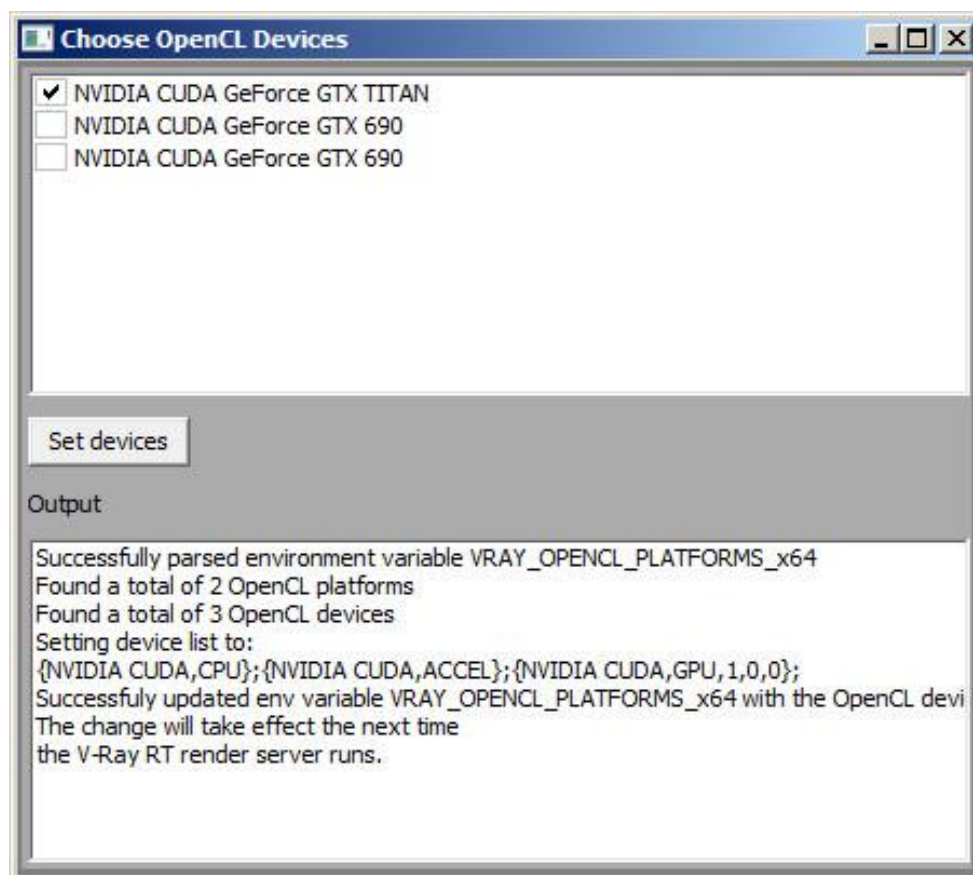 Choose OpenCL Devices
NVIDIA CUDA GeForce GTX TITAN
NVIDIA CUDA GeForce GTX 690
NVIDIA CUDA GeForce GTX 690
Set devices
Output
Successfully parsed environment variable VRAY_OPENCL_PLATFORMS_x64
Found a total of 2 OpenCL platforms
Found a total of 3 OpenCL devices
Setting device list to:
{NVIDIA CUDA,CPU};{NVIDIA CUDA,ACCEL};{NVIDIA CUDA,GPU,1,0,0};
Successfuly updated env variable VRAY_OPENCL_PLATFORMS_x64 with the OpenCL devi
The change will take effect the next time
the V-Ray RT render server runs.